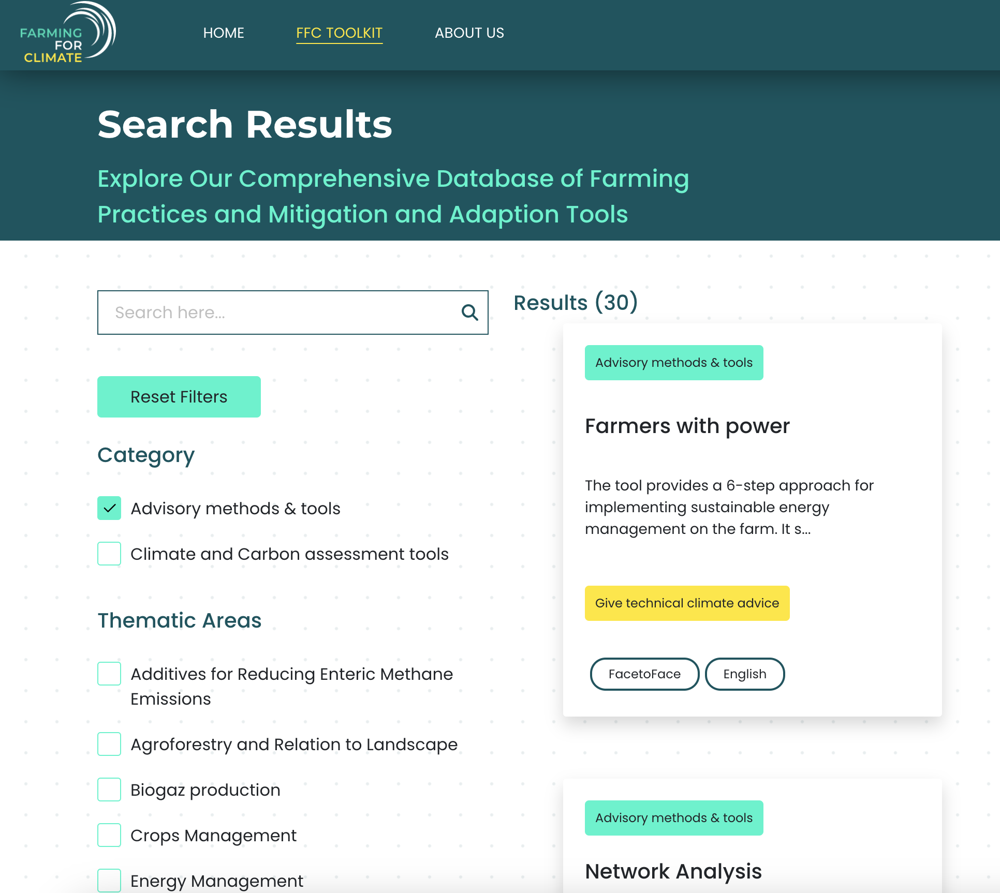 FARMING
FOR
CLIMATE
HOME
FFC TOOLKIT
ABOUT US
Search Results
Explore Our Comprehensive Database of Farming
Practices and Mitigation and Adaption Tools
Search here...
Reset Filters
Category
Advisory methods & tools
Climate and Carbon assessment tools
Thematic Areas
Additives for Reducing Enteric Methane
Emissions
Agroforestry and Relation to Landscape
Biogaz production
Crops Management
Energy Management
Results (30)
Advisory methods & tools
Farmers with power
The tool provides a 6-step approach for
implementing sustainable energy
management on the farm. It s...
Give technical climate advice
FacetoFace
English
Advisory methods & tools
Network Analysis